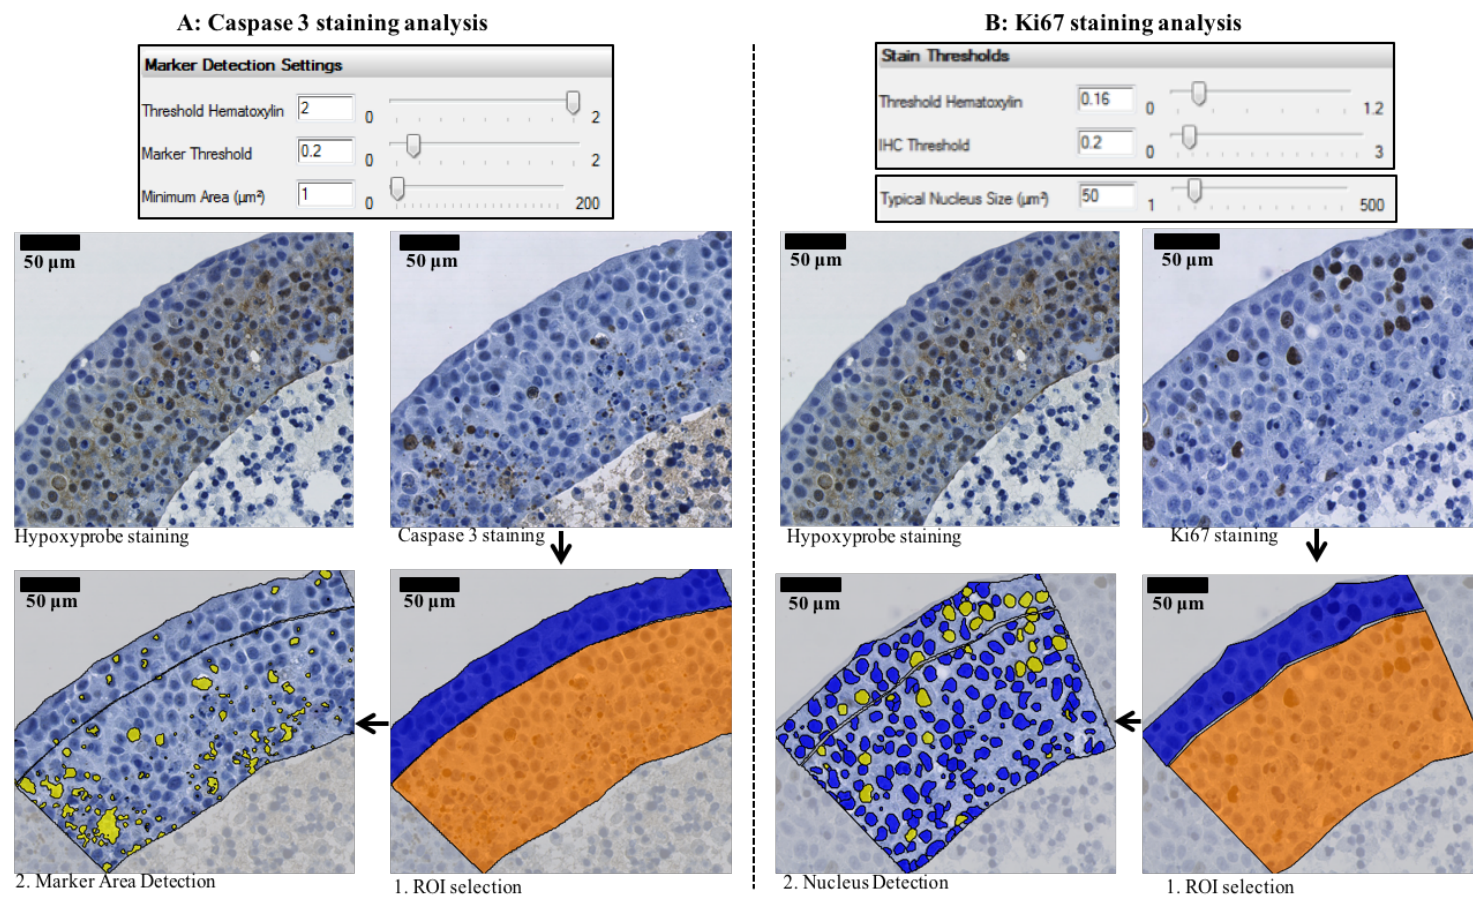 A: Caspase 3 staining analysis
Marker Detection Settings
Threshold Hematoxylin 2 0 2
Marker Threshold 0.2 0 2
Minimum Area (µm²) 1 0 200
50 µm
50 µm
Hypoxyprobe staining
Caspase 3 staining
50 µm
50 µm
2. Marker Area Detection
1. ROI selection
B: Ki67 staining analysis
Stain Thresholds
Threshold Hematoxylin 0.16 0 1.2
IHC Threshold 0.2 0 3
Typical Nucleus Size (µm²) 50 1 500
50 µm
50 µm
Hypoxyprobe staining
Ki67 staining
50 µm
50 µm
2. Nucleus Detection
1. ROI selection